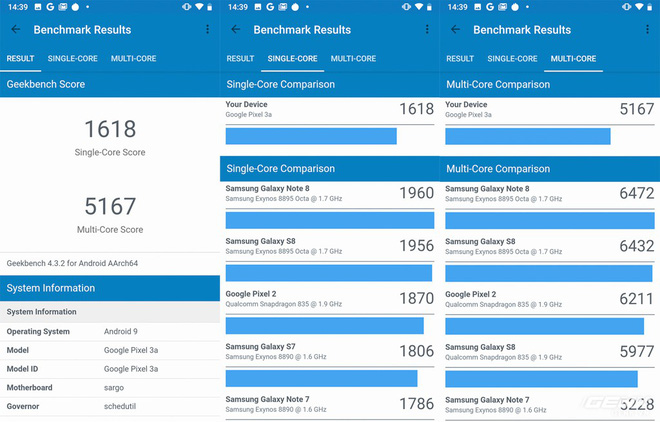 14:39
Benchmark Results
RESULT SINGLE-CORE MULTI-CORE
Geekbench Score
1618
Single-Core Score
5167
Multi-Core Score
Geekbench 4.3.2 for Android AArch64
System Information
System Information
Operating System Android 9
Model Google Pixel 3a
Model ID Google Pixel 3a
Motherboard sargo
Governor schedutil
14:39
Benchmark Results
RESULT SINGLE-CORE MULTI-CORE
Single-Core Comparison
Your Device 1618
Google Pixel 3a
Single-Core Comparison
Samsung Galaxy Note 8 1960
Samsung Exynos 8895 Octa @ 1.7 GHz
Samsung Galaxy S8 1956
Samsung Exynos 8895 Octa @ 1.7 GHz
Google Pixel 2 1870
Qualcomm Snapdragon 835 @ 1.9 GHz
Samsung Galaxy S7 1806
Samsung Exynos 8890 @ 1.6 GHz
Samsung Galaxy Note 7 1786
Samsung Exynos 8890 @ 1.6 GHz
14:39
Benchmark Results
RESULT SINGLE-CORE MULTI-CORE
Multi-Core Comparison
Your Device 5167
Google Pixel 3a
Multi-Core Comparison
Samsung Galaxy Note 8 6472
Samsung Exynos 8895 Octa @ 1.7 GHz
Samsung Galaxy S8 6432
Samsung Exynos 8895 Octa @ 1.7 GHz
Google Pixel 2 6211
Qualcomm Snapdragon 835 @ 1.9 GHz
Samsung Galaxy S8 5977
Qualcomm Snapdragon 835 @ 1.9 GHz
Samsung Galaxy Note 7 5228
Samsung Exynos 8890 @ 1.6 GHz